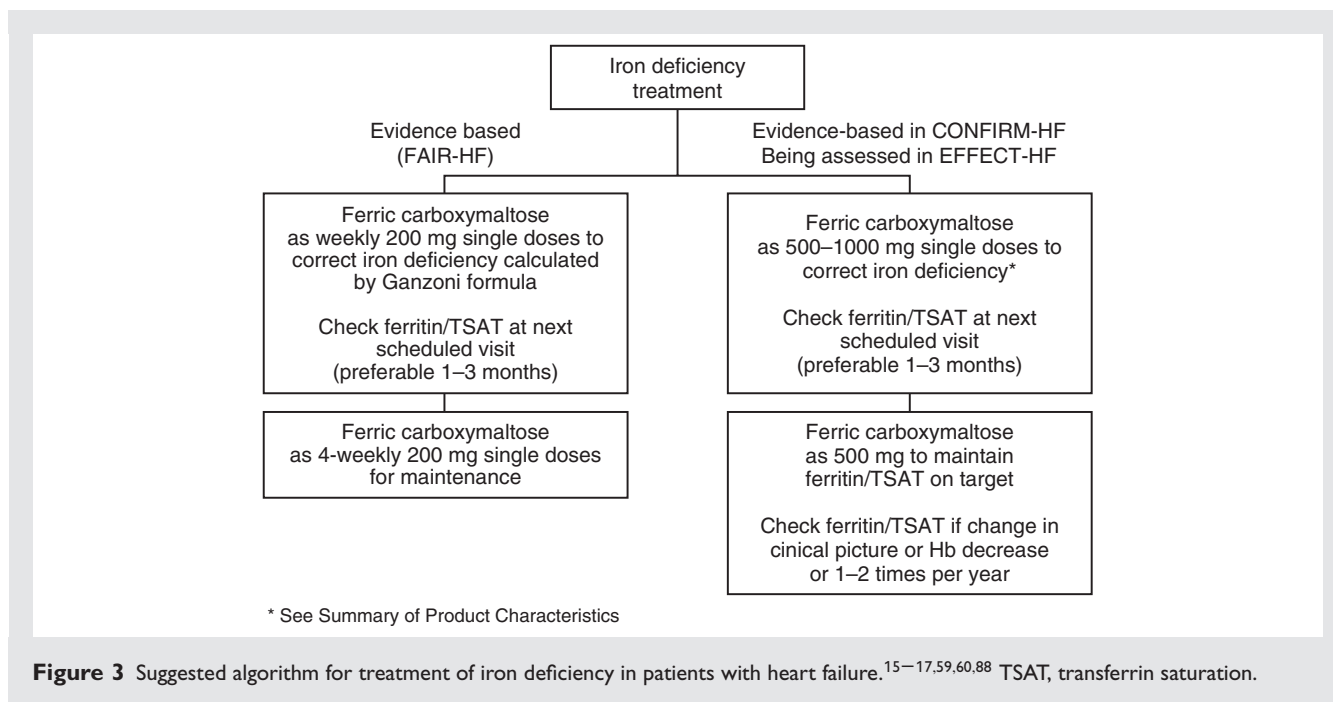 Iron deficiency
treatment
Evidence based
(FAIR-HF)
Evidence-based in CONFIRM-HF
Being assessed in EFFECT-HF
Ferric carboxymaltose
as weekly 200 mg single doses to
correct iron deficiency calculated
by Ganzoni formula
Check ferritin/TSAT at next
scheduled visit
(preferable 1–3 months)
Ferric carboxymaltose
as 4-weekly 200 mg single doses
for maintenance
Ferric carboxymaltose
as 500–1000 mg single doses to
correct iron deficiency*
Check ferritin/TSAT at next
scheduled visit
(preferable 1–3 months)
Ferric carboxymaltose
as 500 mg to maintain
ferritin/TSAT on target
Check ferritin/TSAT if change in
cinical picture or Hb decrease
or 1–2 times per year
* See Summary of Product Characteristics
Figure 3 Suggested algorithm for treatment of iron deficiency in patients with heart failure.15–17,59,60,88 TSAT, transferrin saturation.